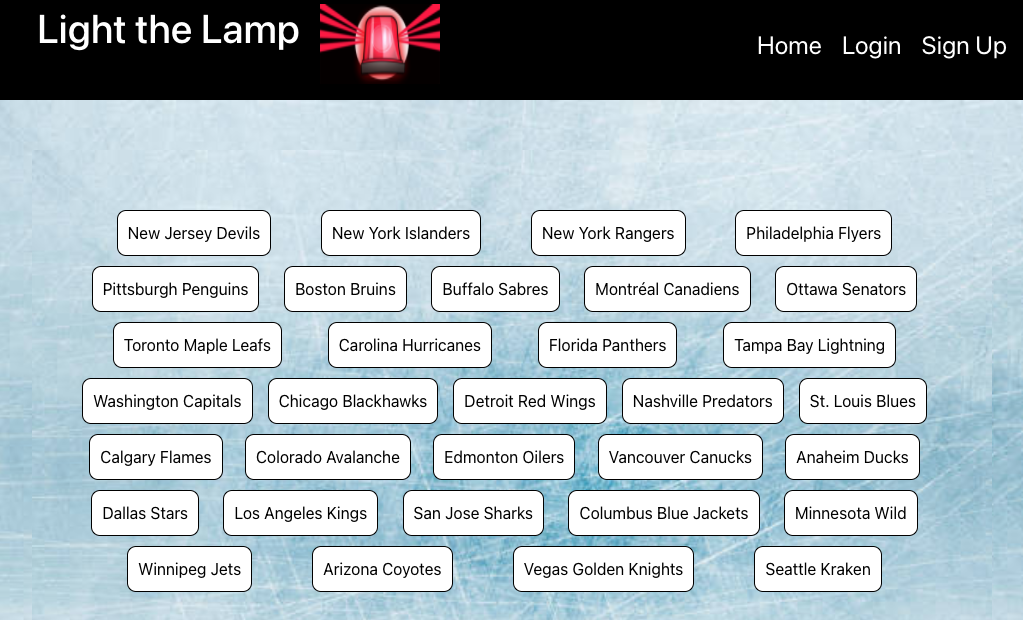 Light the Lamp
Home Login Sign Up
New Jersey Devils New York Islanders New York Rangers Philadelphia Flyers
Pittsburgh Penguins Boston Bruins Buffalo Sabres Montréal Canadiens Ottawa Senators
Toronto Maple Leafs Carolina Hurricanes Florida Panthers Tampa Bay Lightning
Washington Capitals Chicago Blackhawks Detroit Red Wings Nashville Predators St. Louis Blues
Calgary Flames Colorado Avalanche Edmonton Oilers Vancouver Canucks Anaheim Ducks
Dallas Stars Los Angeles Kings San Jose Sharks Columbus Blue Jackets Minnesota Wild
Winnipeg Jets Arizona Coyotes Vegas Golden Knights Seattle Kraken